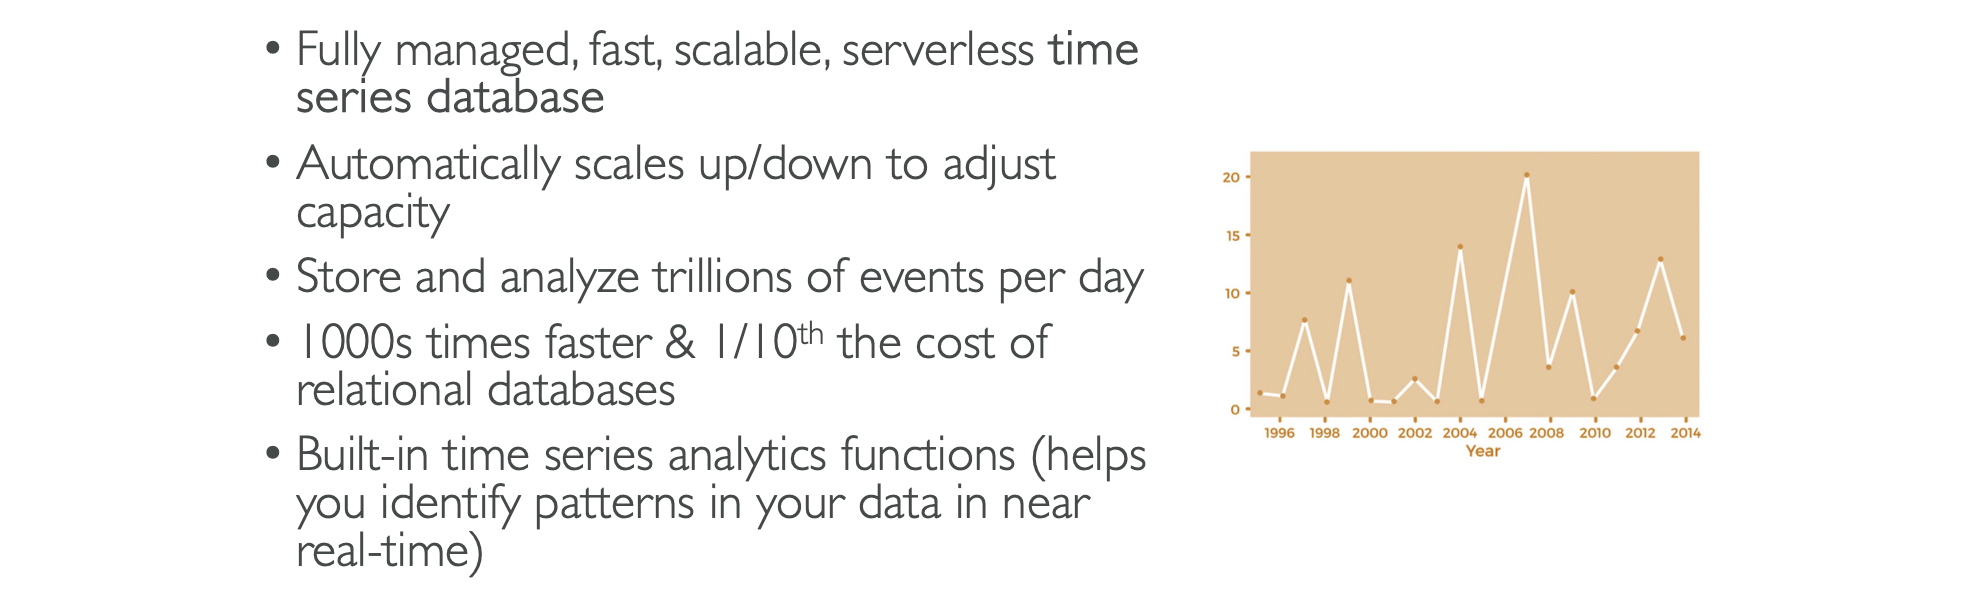 • Fully managed, fast, scalable, serverless time
series database
• Automatically scales up/down to adjust
capacity
• Store and analyze trillions of events per day
• 1000s times faster & 1/10th the cost of
relational databases
• Built-in time series analytics functions (helps
you identify patterns in your data in near
real-time)
20
15
10
5
0
1996 1998 2000 2002 2004 2006 2008 2010 2012 2014
Year